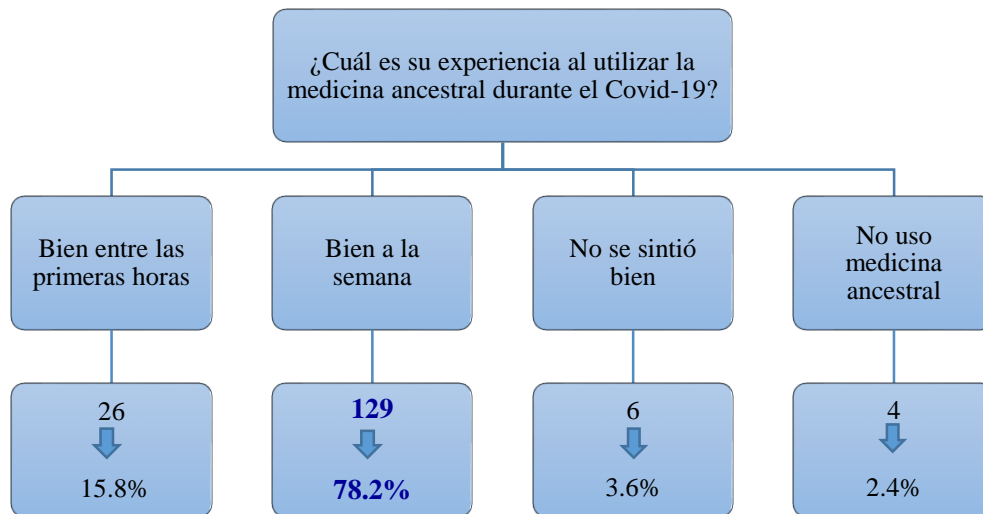 ¿Cuál es su experiencia al utilizar la
medicina ancestral durante el Covid-19?
Bien entre las
primeras horas
Bien a la
semana
No se sintió
bien
No uso
medicina
ancestral
26
15.8%
129
78.2%
6
3.6%
4
2.4%